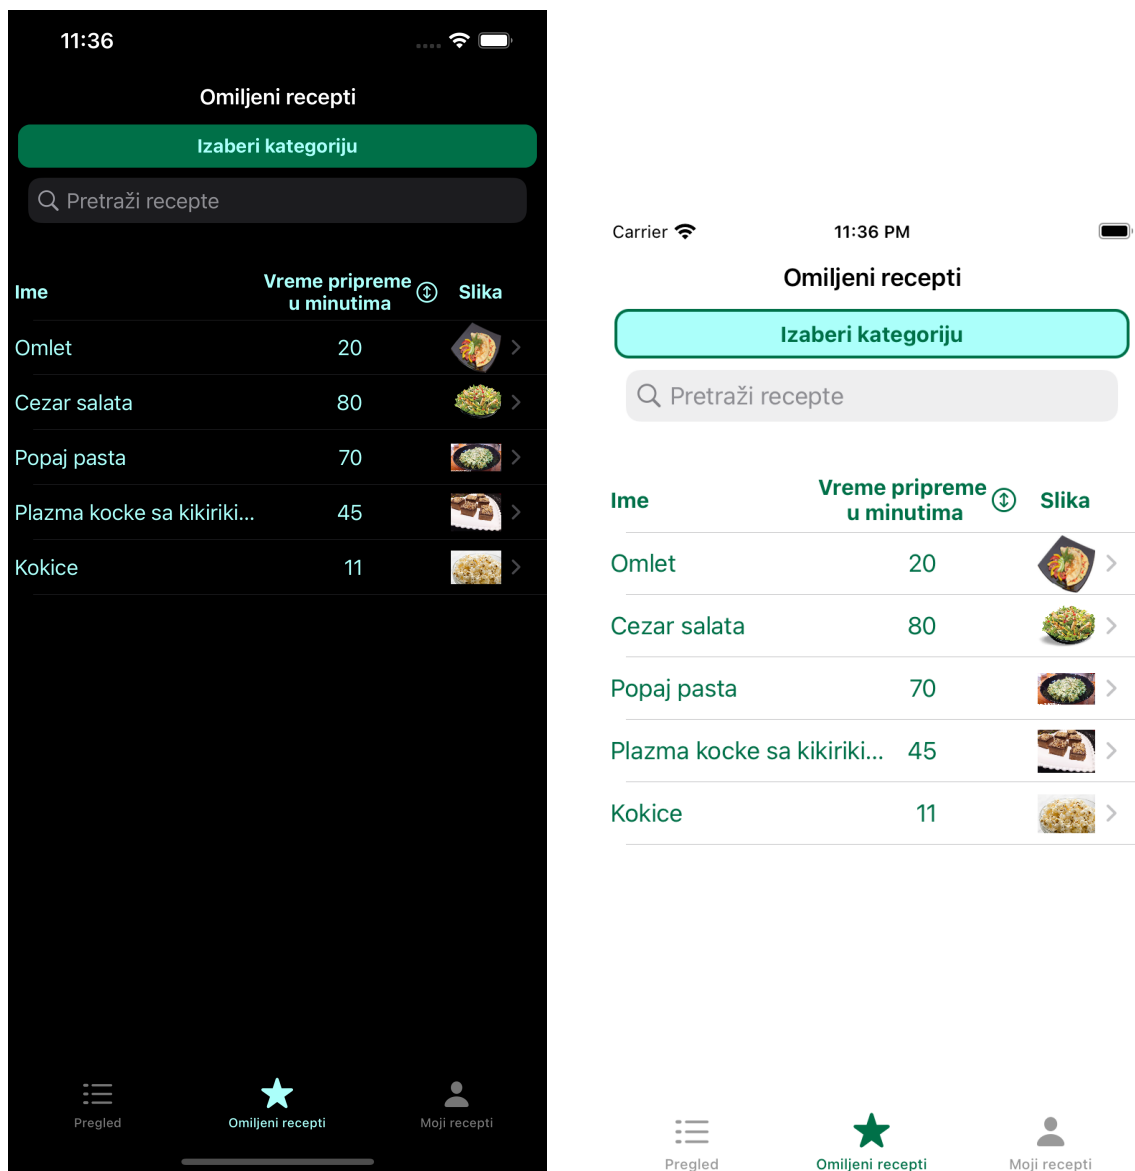 11:36
Omiljeni recepti
Izaberi kategoriju
Pretraži recepte
Ime Vreme pripreme u minutima Slika
Omlet 20
Cezar salata 80
Popaj pasta 70
Plazma kocke sa kikiriki... 45
Kokice 11
Pregled Omiljeni recepti Moji recepti
Carrier 11:36 PM
Omiljeni recepti
Izaberi kategoriju
Pretraži recepte
Ime Vreme pripreme u minutima Slika
Omlet 20
Cezar salata 80
Popaj pasta 70
Plazma kocke sa kikiriki... 45
Kokice 11
Pregled Omiljeni recepti Moji recepti